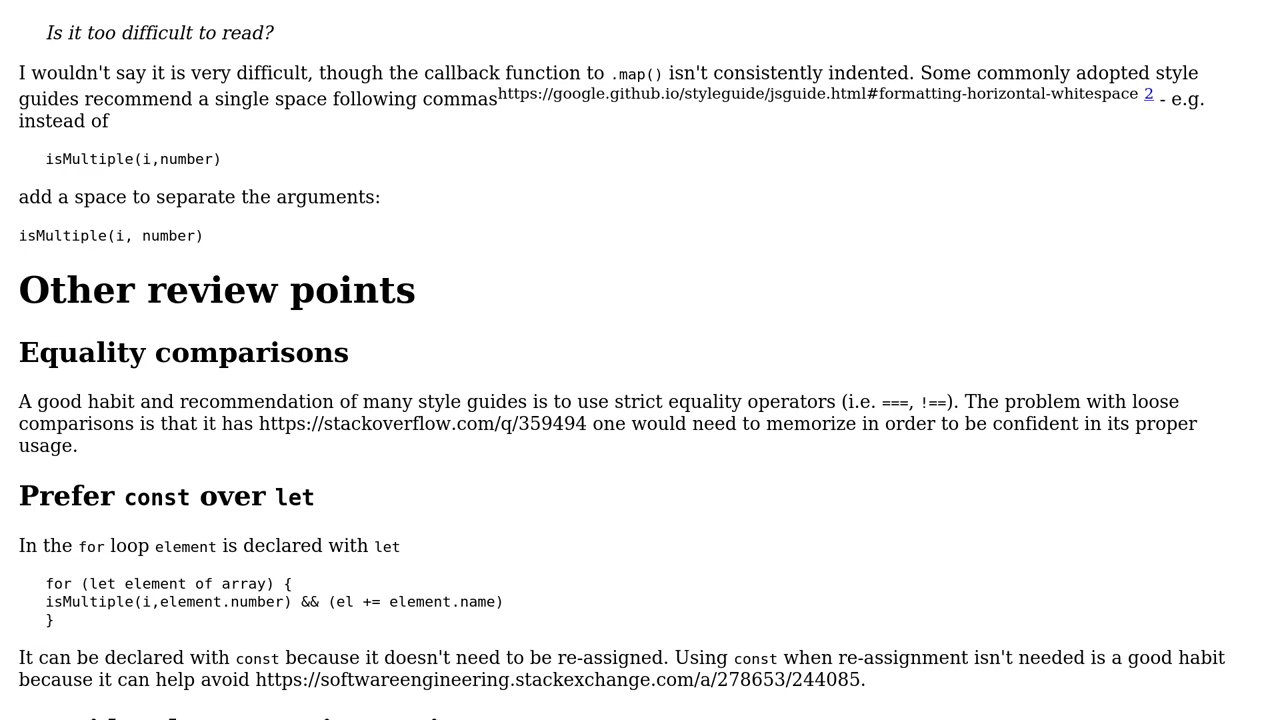 Is it too difficult to read?
I wouldn't say it is very difficult, though the callback function to .map() isn't consistently indented. Some commonly adopted style
guides recommend a single space following commashttps://google.github.io/styleguide/jsguide.html#formatting-horizontal-whitespace 2 - e.g.
instead of
isMultiple(i,number)
add a space to separate the arguments:
isMultiple(i, number)
Other review points
Equality comparisons
A good habit and recommendation of many style guides is to use strict equality operators (i.e. ===, !==). The problem with loose
comparisons is that it has https://stackoverflow.com/q/359494 one would need to memorize in order to be confident in its proper
usage.
Prefer const over let
In the for loop element is declared with let
for (let element of array) {
isMultiple(i,element.number) && (el += element.name)
}
It can be declared with const because it doesn't need to be re-assigned. Using const when re-assignment isn't needed is a good habit
because it can help avoid https://softwareengineering.stackexchange.com/a/278653/244085.